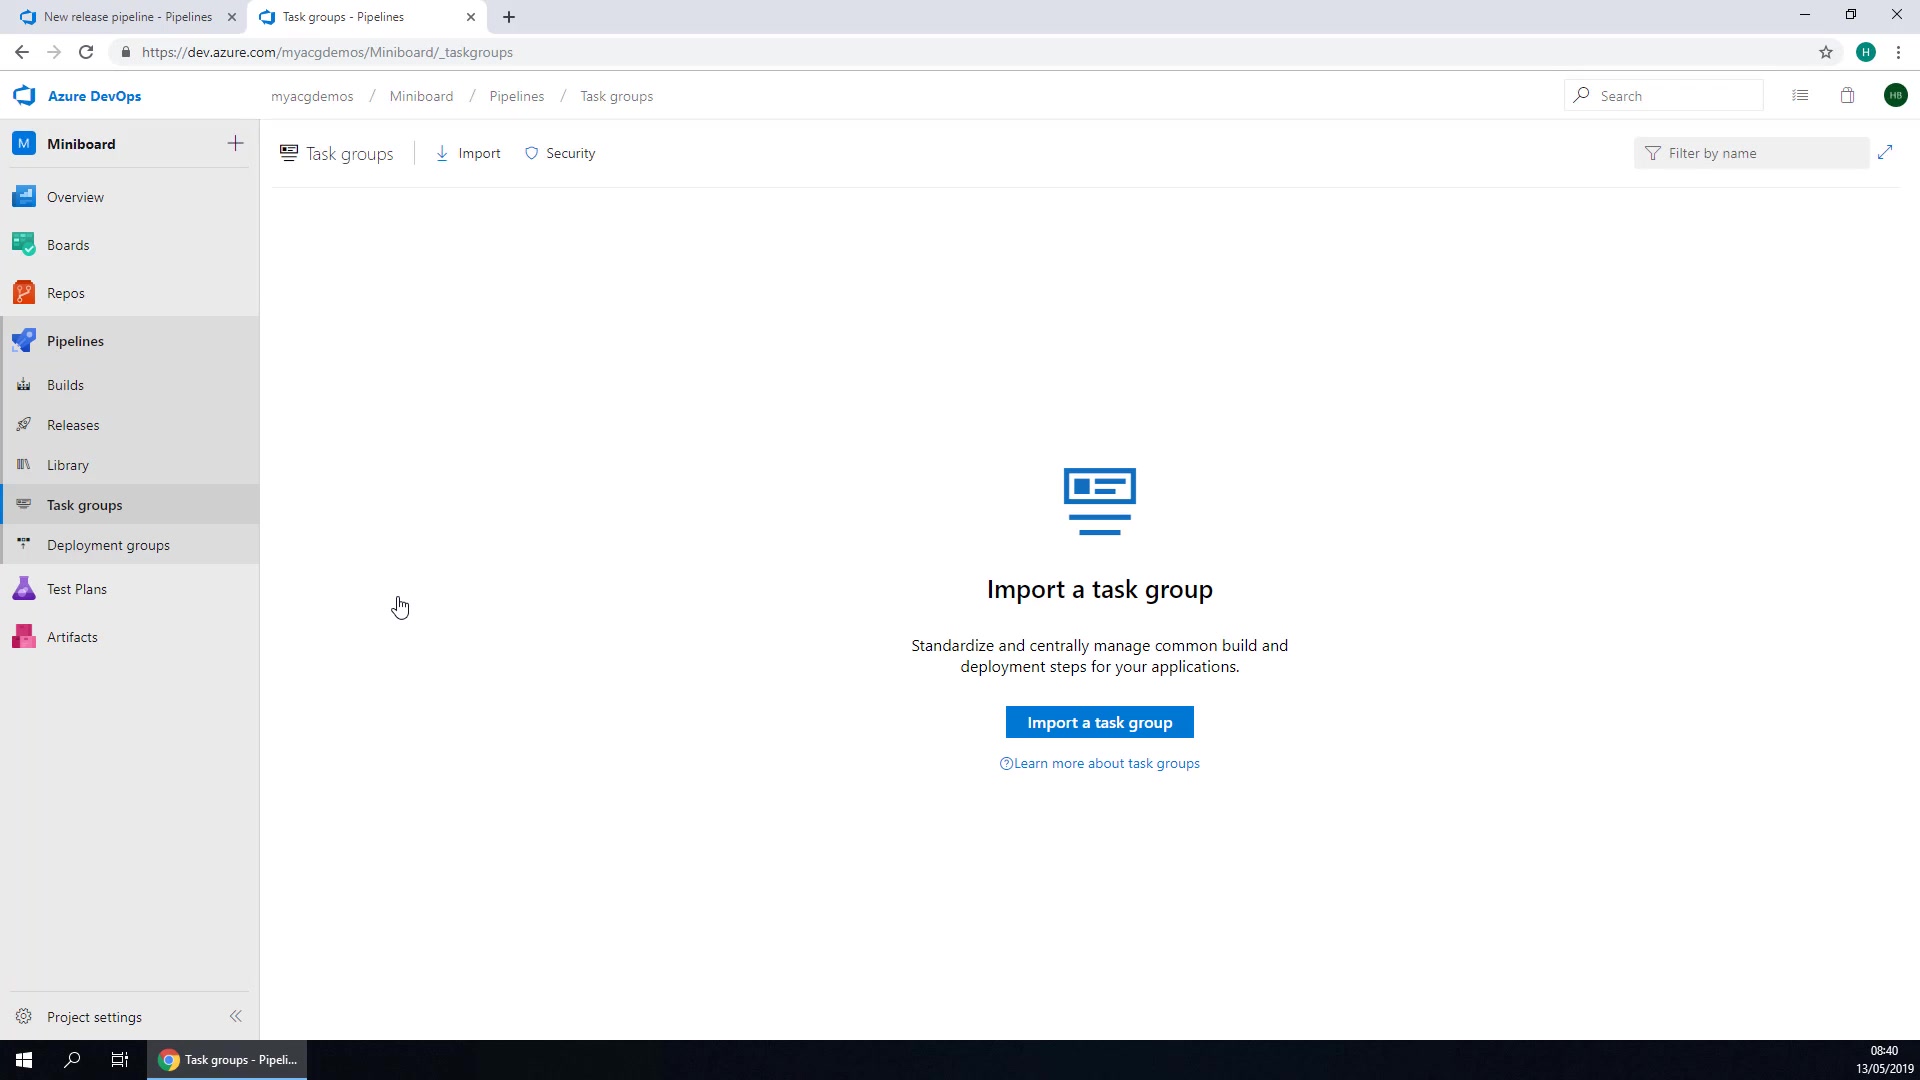 New release pipeline - Pipelines
Task groups - Pipelines
https://dev.azure.com/myacgdemos/Miniboard/_taskgroups
H
Azure DevOps
myacgdemos / Miniboard / Pipelines / Task groups
Search
HB
M Miniboard
Task groups
Import
Security
Filter by name
Overview
Boards
Repos
Pipelines
Builds
Releases
Library
Task groups
Deployment groups
Test Plans
Artifacts
Import a task group
Standardize and centrally manage common build and
deployment steps for your applications.
Import a task group
Learn more about task groups
Project settings
Task groups - Pipeli...
08:40
13/05/2019